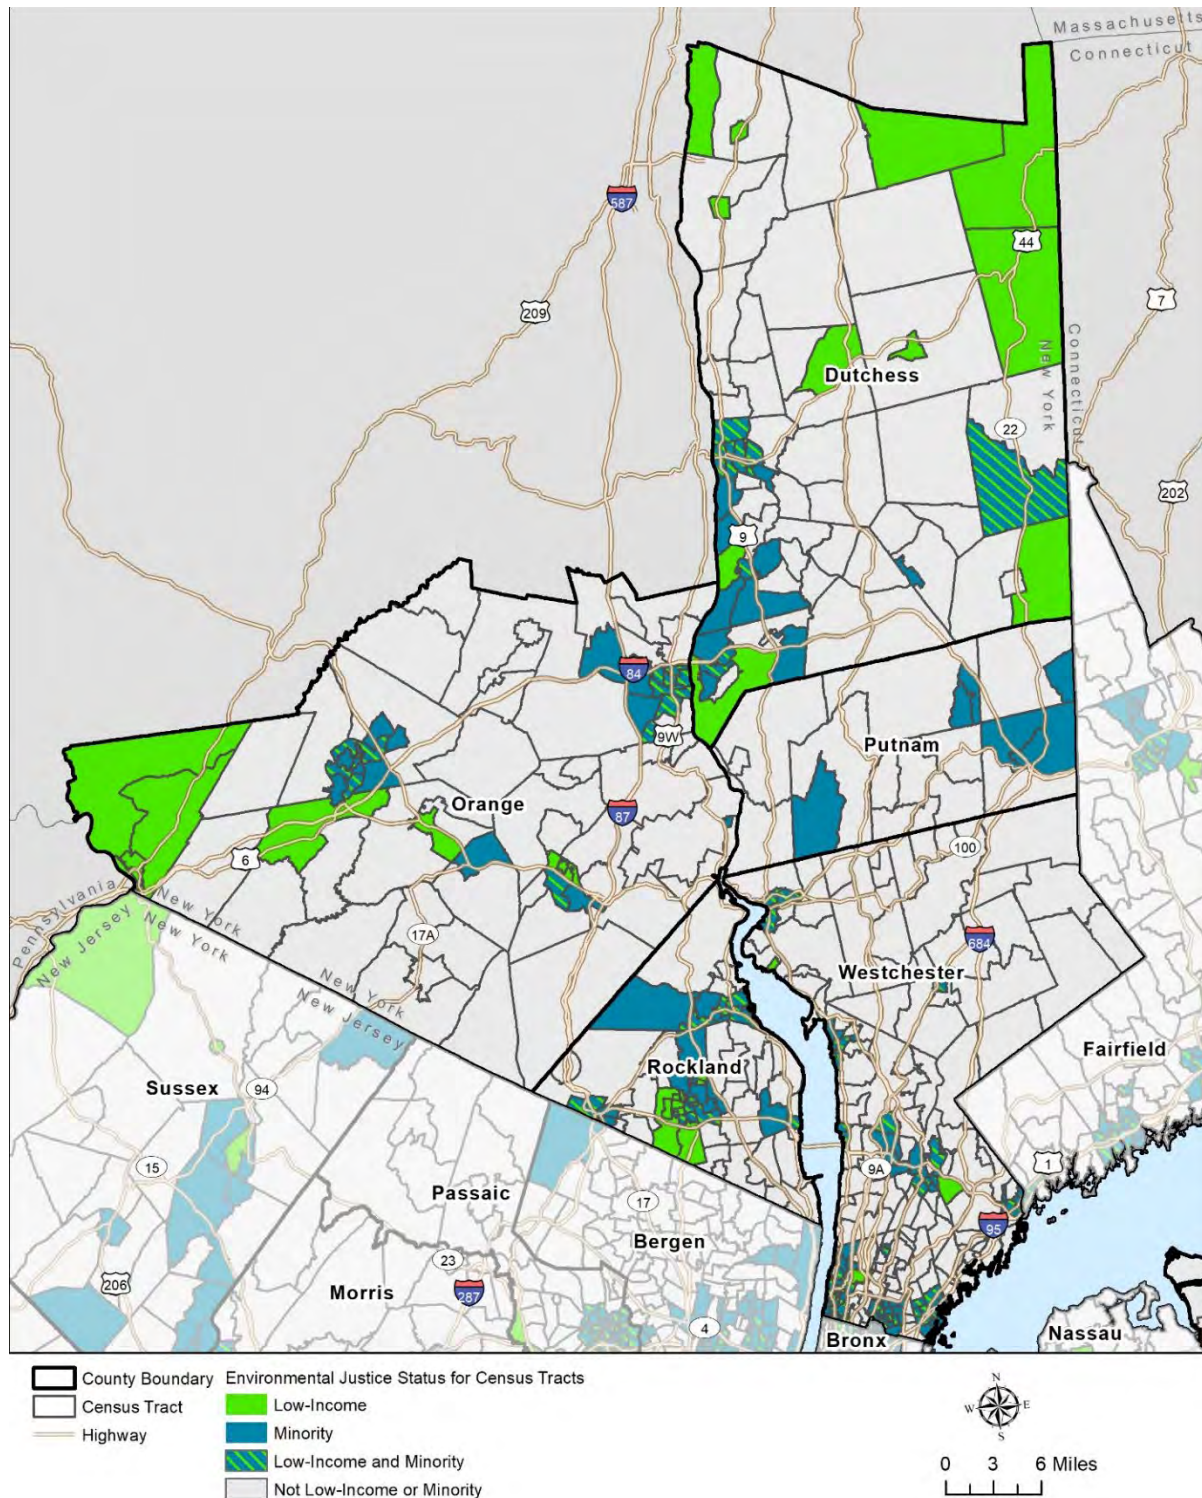 Massachusetts
Connecticut
587
44
209
7
Connecticut
New York
Dutchess
22
202
9
84
9W
Putnam
Orange
87
6
100
Pennsylvania
New York
New Jersey
New York
17A
684
Westchester
New York
New Jersey
Rockland
Fairfield
Sussex
94
1
15
9A
Passaic
17
95
Bergen
23
206
Morris
287
4
Bronx
Nassau
County Boundary
Census Tract
Highway
Environmental Justice Status for Census Tracts
Low-Income
Minority
Low-Income and Minority
Not Low-Income or Minority
N
W E
S
0 3 6 Miles